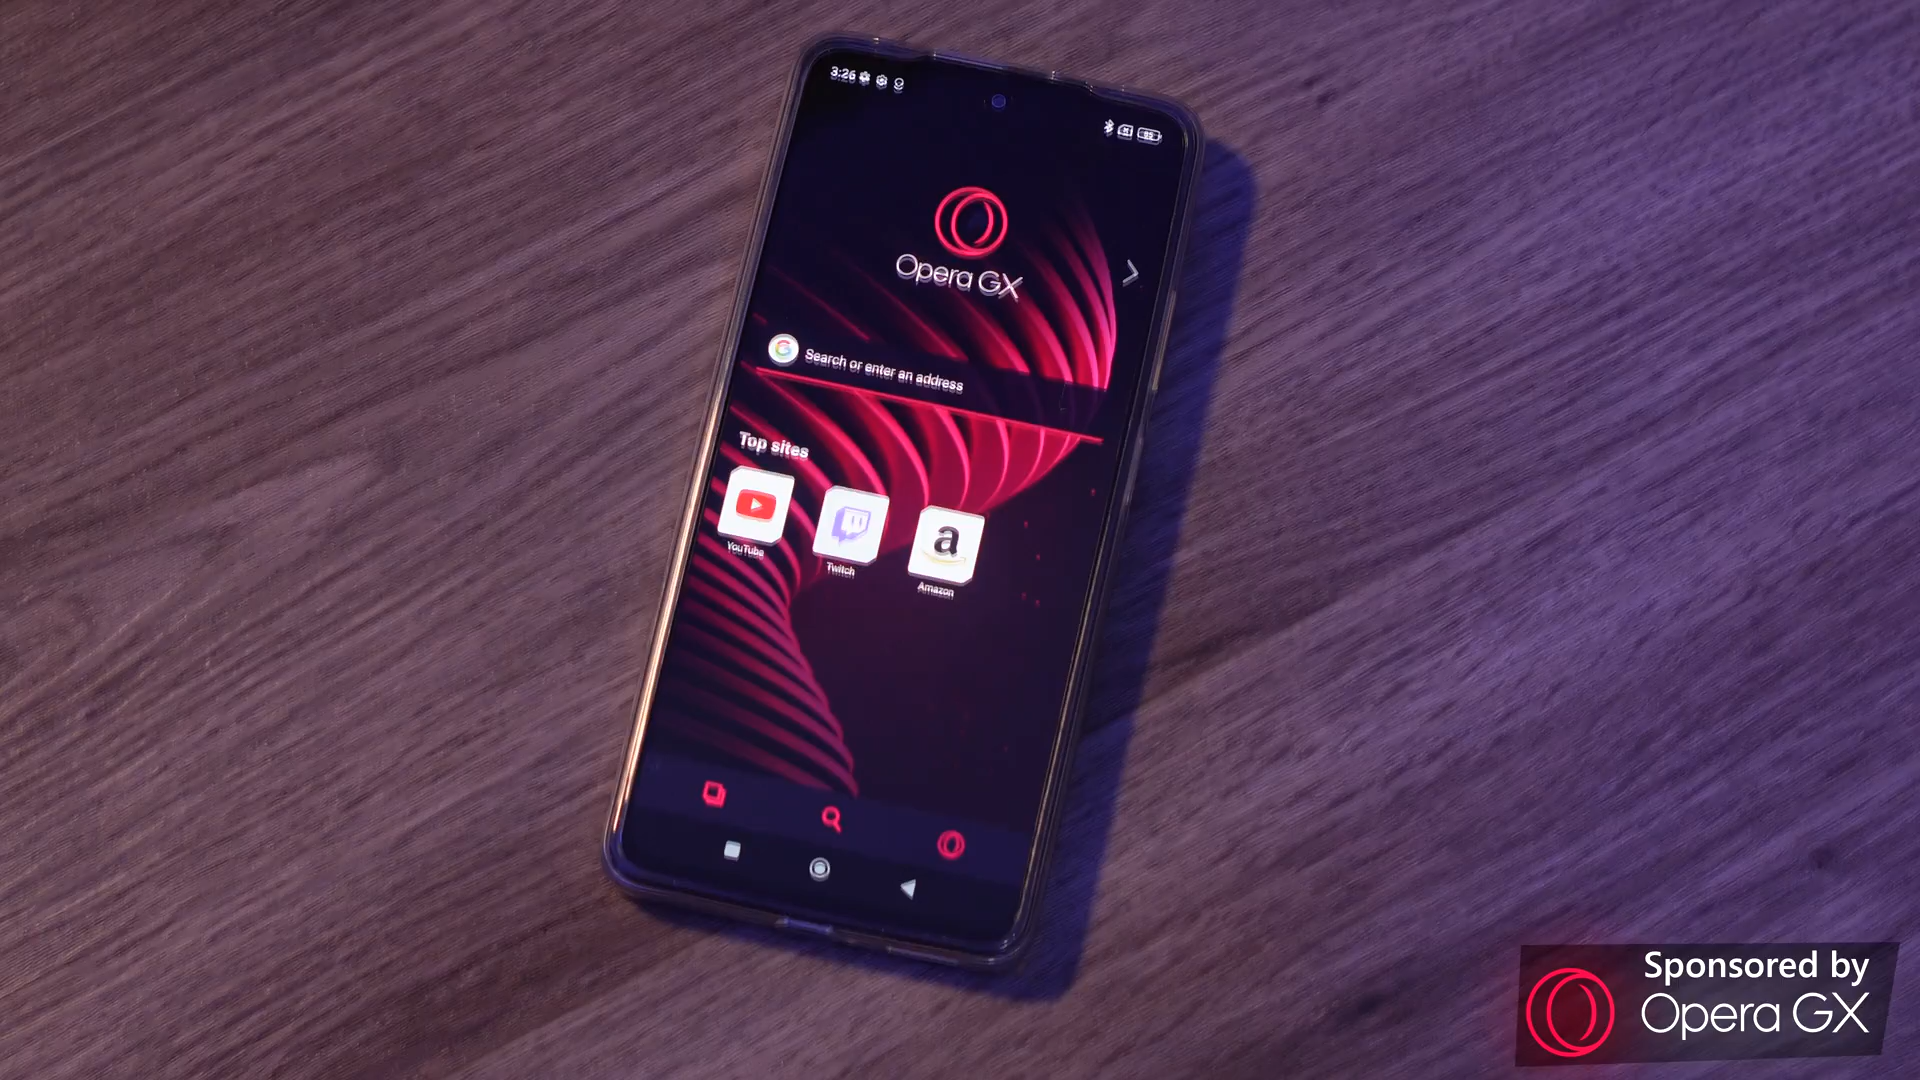 3:26
Opera GX
Search or enter an address
Top sites
YouTube
Twitch
a
Amazon
Sponsored by
Opera GX